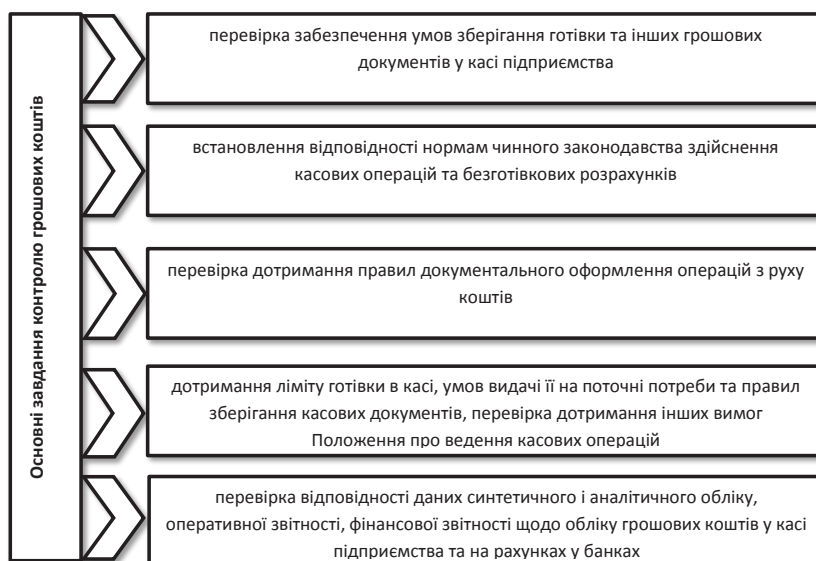 Основні завдання контролю грошових коштів
перевірка забезпечення умов зберігання готівки та інших грошових
документів у касі підприємства
встановлення відповідності нормам чинного законодавства здійснення
касових операцій та безготівкових розрахунків
перевірка дотримання правил документального оформлення операцій з руху
коштів
дотримання ліміту готівки в касі, умов видачі її на поточні потреби та правил
зберігання касових документів, перевірка дотримання інших вимог
Положення про ведення касових операцій
перевірка відповідності даних синтетичного і аналітичного обліку,
оперативної звітності, фінансової звітності щодо обліку грошових коштів у касі
підприємства та на рахунках у банках